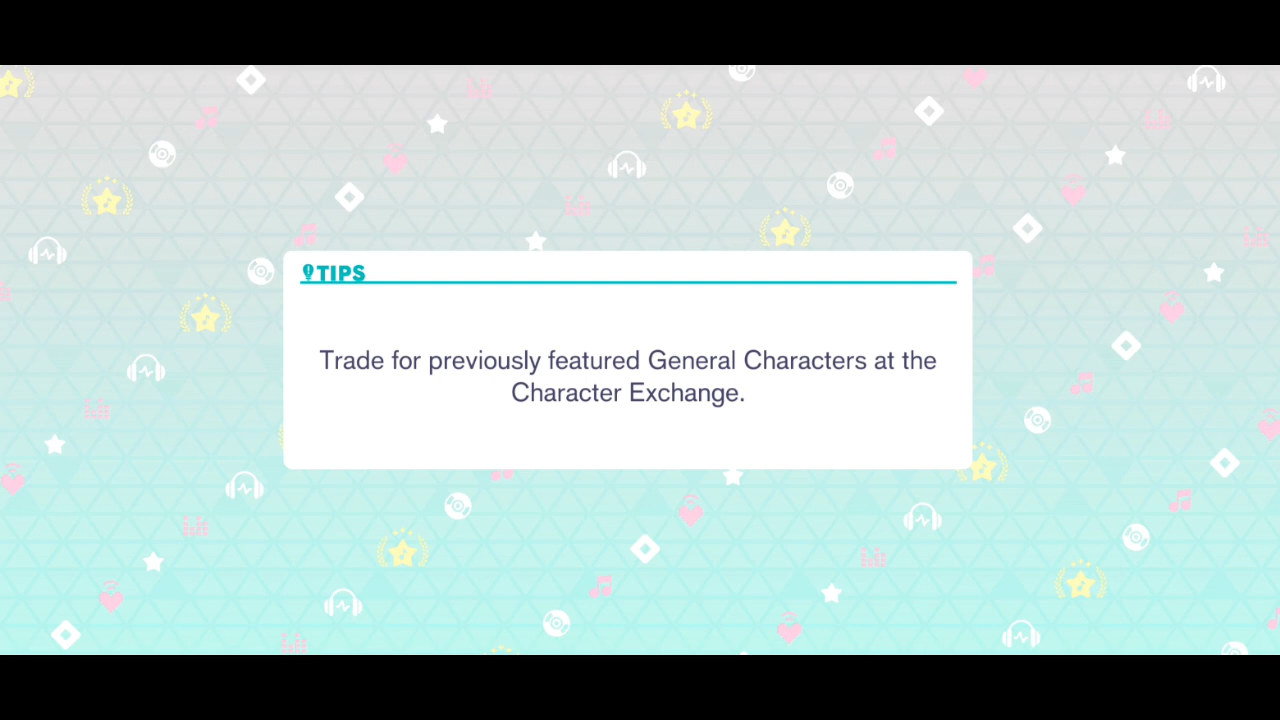 TIPS
Trade for previously featured General Characters at the
Character Exchange.